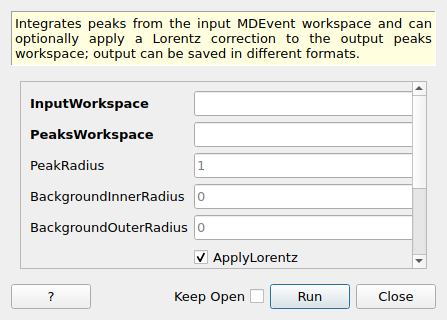 Integrates peaks from the input MDEvent workspace and can
optionally apply a Lorentz correction to the output peaks
workspace; output can be saved in different formats.
InputWorkspace
PeaksWorkspace
PeakRadius 1
BackgroundInnerRadius 0
BackgroundOuterRadius 0
ApplyLorentz
? Keep Open Run Close